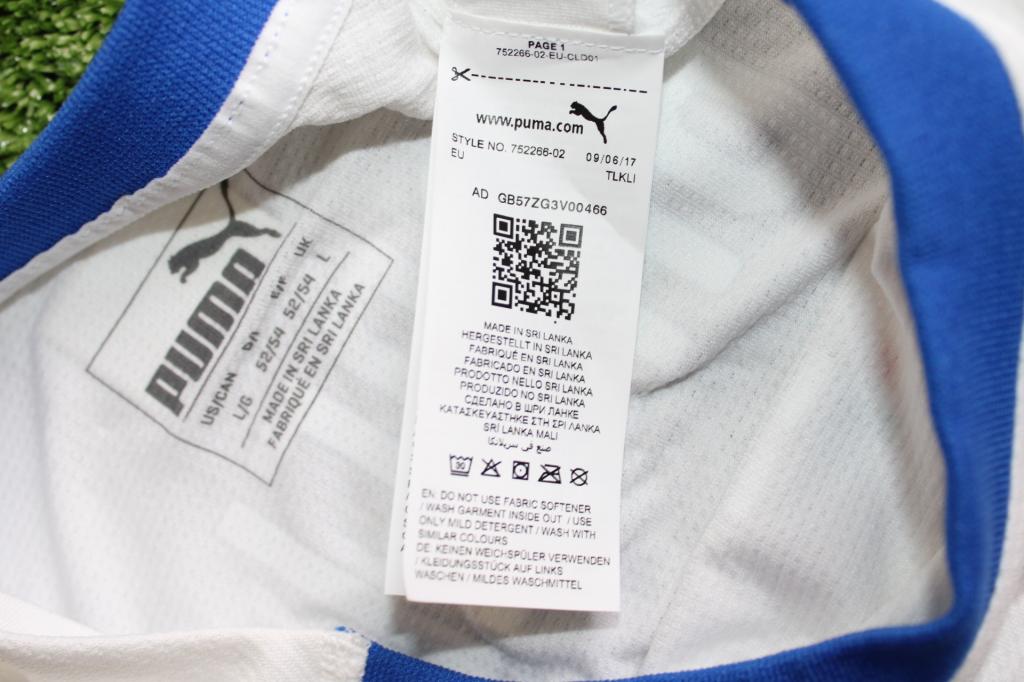 PAGE 1
752266-02-EU-CLD01
www.puma.com
STYLE NO. 752266-02 09/06/17
EU TLKLI
AD GB57ZG3V00466
MADE IN SRI LANKA
HERGESTELLT IN SRI LANKA
FABRIQUÉ EN SRI LANKA
FABRICADO EN SRI LANKA
PRODOTTO NELLO SRI LANKA
PRODUZIDO NO SRI LANKA
СДЕЛАНО В ШРИ ЛАНКЕ
ΚΑΤΑΣΚΕΥΑΣΤΗΚΕ ΣΤΗ ΣΡΙ ΛΑΝΚΑ
SRİ LANKA MALI
صنع في سريلانكا
30
EN: DO NOT USE FABRIC SOFTENER
/ WASH GARMENT INSIDE OUT / USE
ONLY MILD DETERGENT / WASH WITH
SIMILAR COLOURS
DE: KEINEN WEICHSPÜLER VERWENDEN
/ KLEIDUNGSSTÜCK AUF LINKS
WASCHEN / MILDES WASCHMITTEL
PUMA
US/CAN UK
L/G 52/54 52/54 L
MADE IN SRI LANKA
FABRIQUÉ EN SRI LANKA